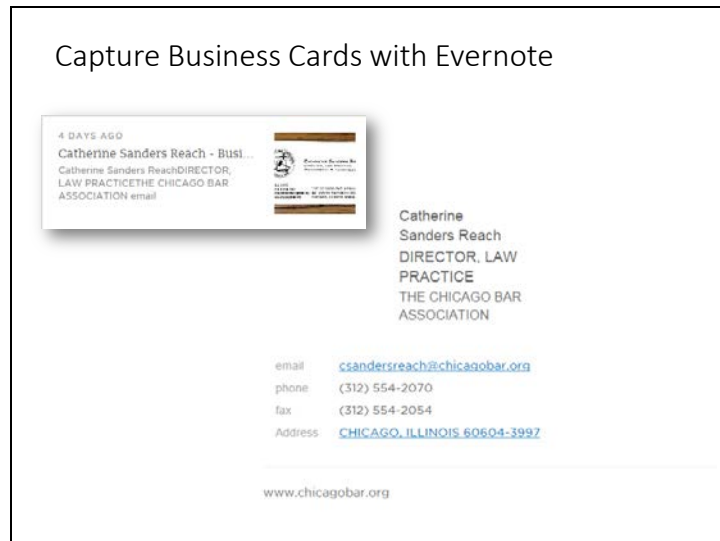 Capture Business Cards with Evernote
4 DAYS AGO
Catherine Sanders Reach - Busi...
Catherine Sanders ReachDIRECTOR,
LAW PRACTICETHE CHICAGO BAR
ASSOCIATION email
Catherine
Sanders Reach
DIRECTOR, LAW
PRACTICE
THE CHICAGO BAR
ASSOCIATION
email csandersreach@chicagobar.org
phone (312) 554-2070
fax (312) 554-2054
Address CHICAGO, ILLINOIS 60604-3997
www.chicagobar.org